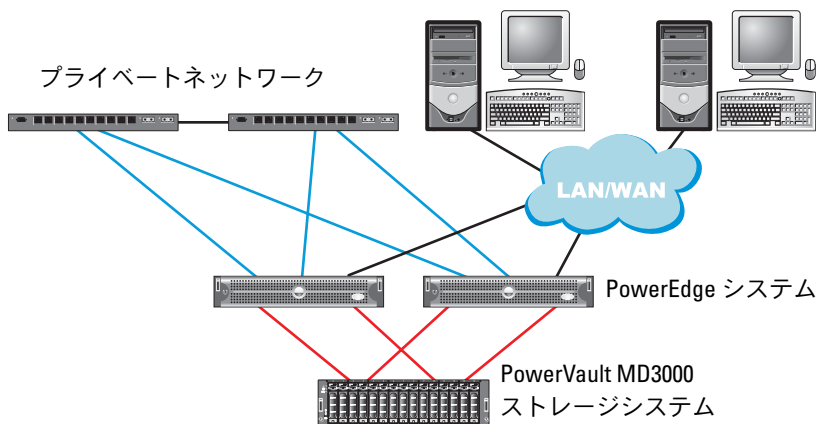 プライベートネットワーク
LAN/WAN
PowerEdge システム
PowerVault MD3000
ストレージシステム